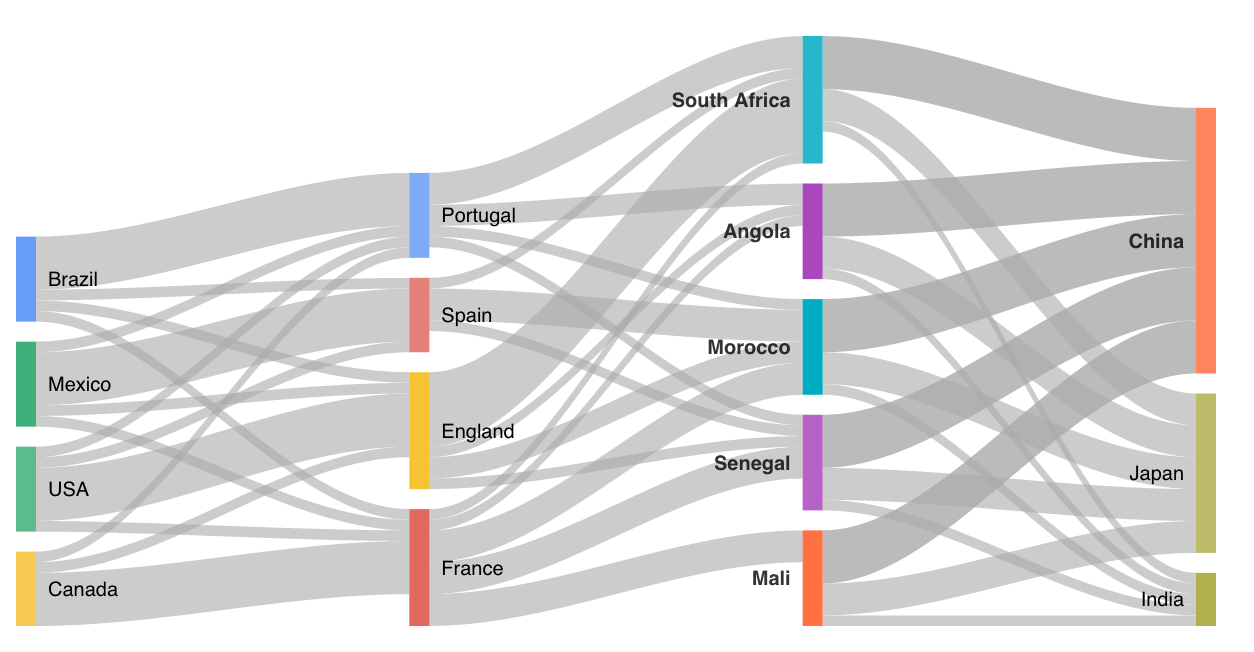 Brazil
Mexico
USA
Canada
Portugal
Spain
England
France
South Africa
Angola
Morocco
Senegal
Mali
China
Japan
India